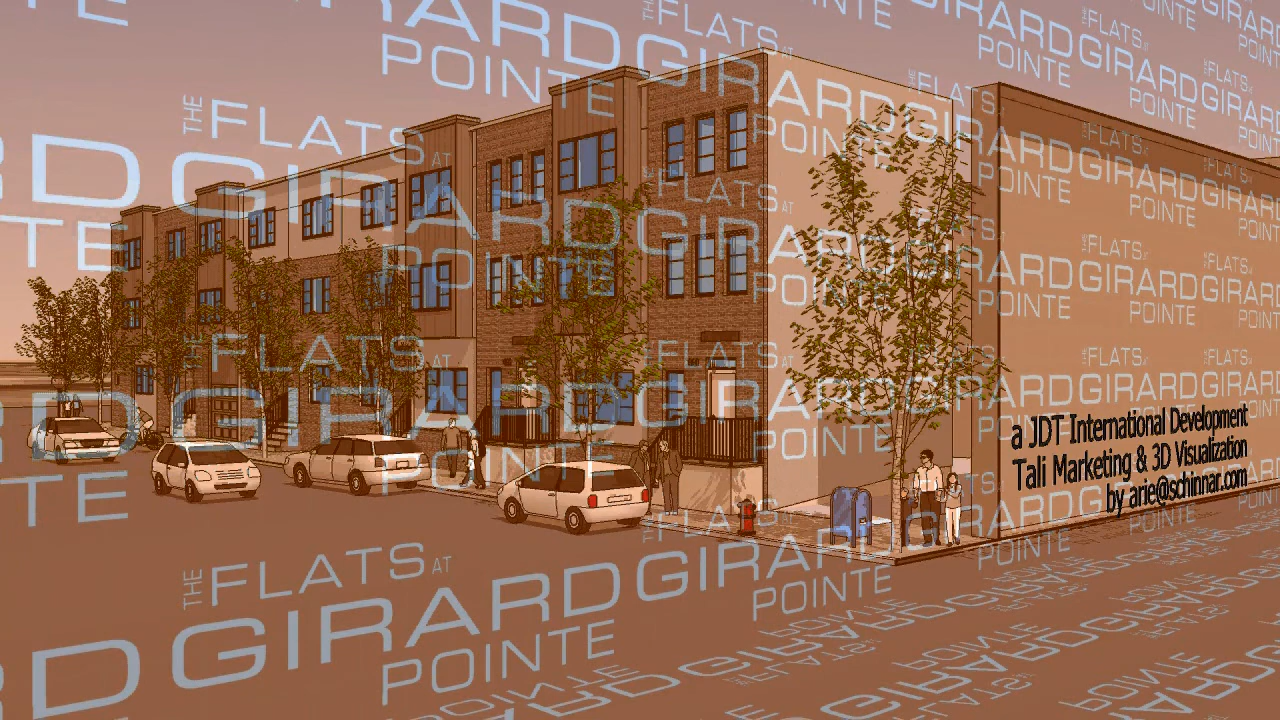 THE FLATS AT
GIRARD
POINTE
a JDT International Development
Tali Marketing & 3D Visualization
by arie@schinnar.com